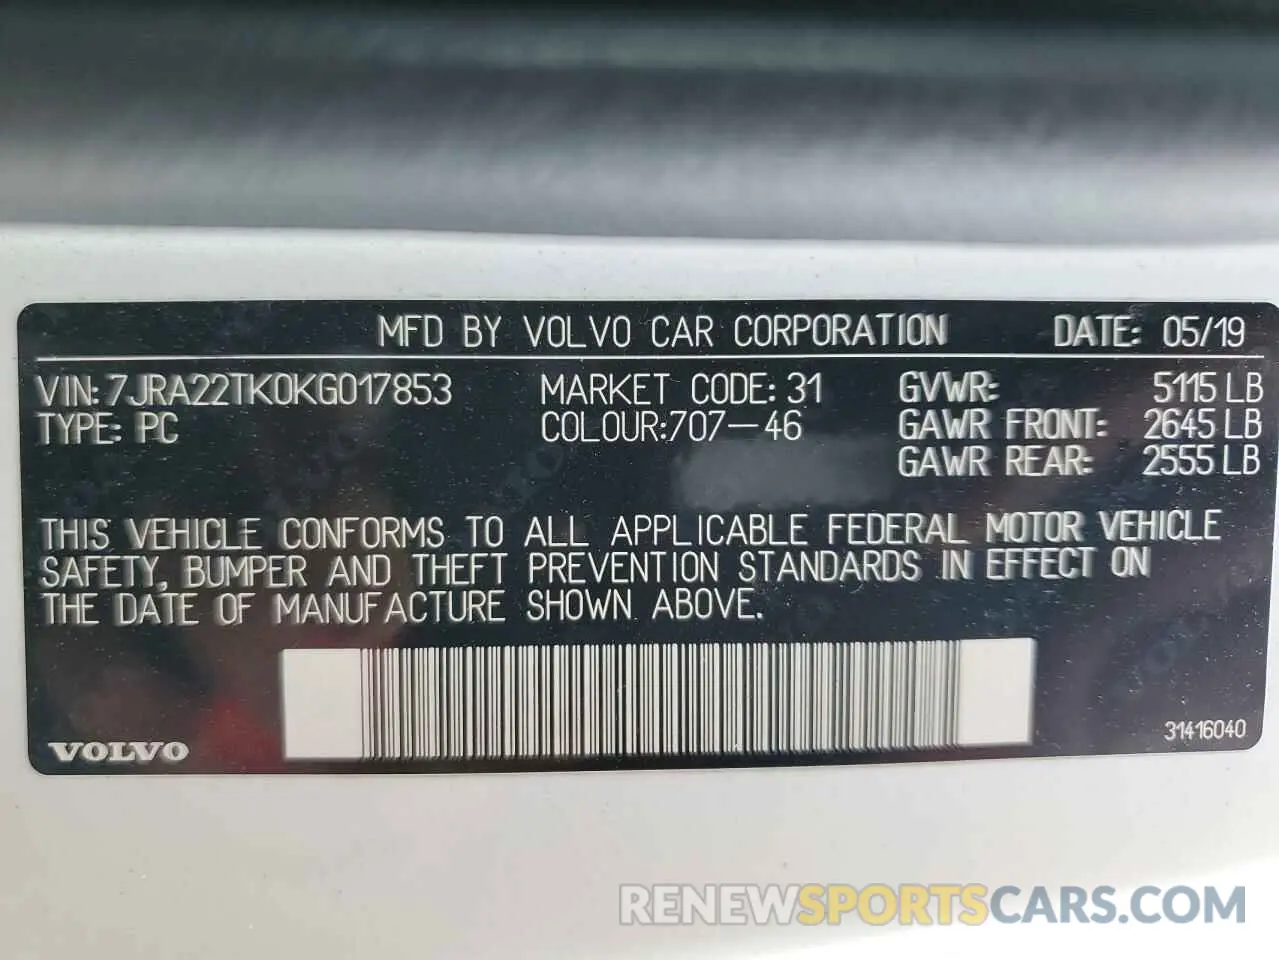 MFD BY VOLVO CAR CORPORATION DATE: 05/19
VIN: 7JRA22TK0KG017853 MARKET CODE: 31 GVWR: 5115 LB
TYPE: PC COLOUR:707-46 GAWR FRONT: 2645 LB
GAWR REAR: 2555 LB
THIS VEHICLE CONFORMS TO ALL APPLICABLE FEDERAL MOTOR VEHICLE
SAFETY, BUMPER AND THEFT PREVENTION STANDARDS IN EFFECT ON
THE DATE OF MANUFACTURE SHOWN ABOVE.
VOLVO
31416040
RENEWSPORTSCARS.COM